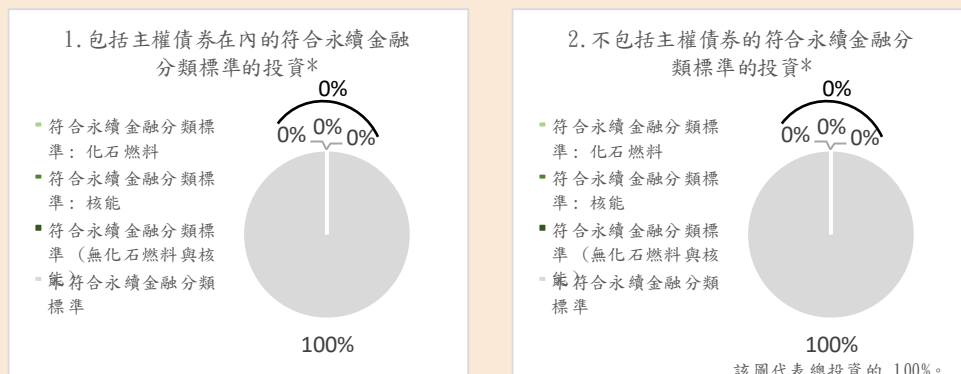 1.包括主權債券在內的符合永續金融
分類標準的投資*
0%
0% 0% 0%
符合永續金融分類標
準: 化石燃料
符合永續金融分類標
準: 核能
符合永續金融分類標
準 (無化石燃料與核
能)
未符合永續金融分類
標準
100%
2.不包括主權債券的符合永續金融分
類標準的投資*
0%
0% 0% 0%
符合永續金融分類標
準: 化石燃料
符合永續金融分類標
準: 核能
符合永續金融分類標
準 (無化石燃料與核
能)
未符合永續金融分類
標準
100%
該圖代表總投資的 100%。